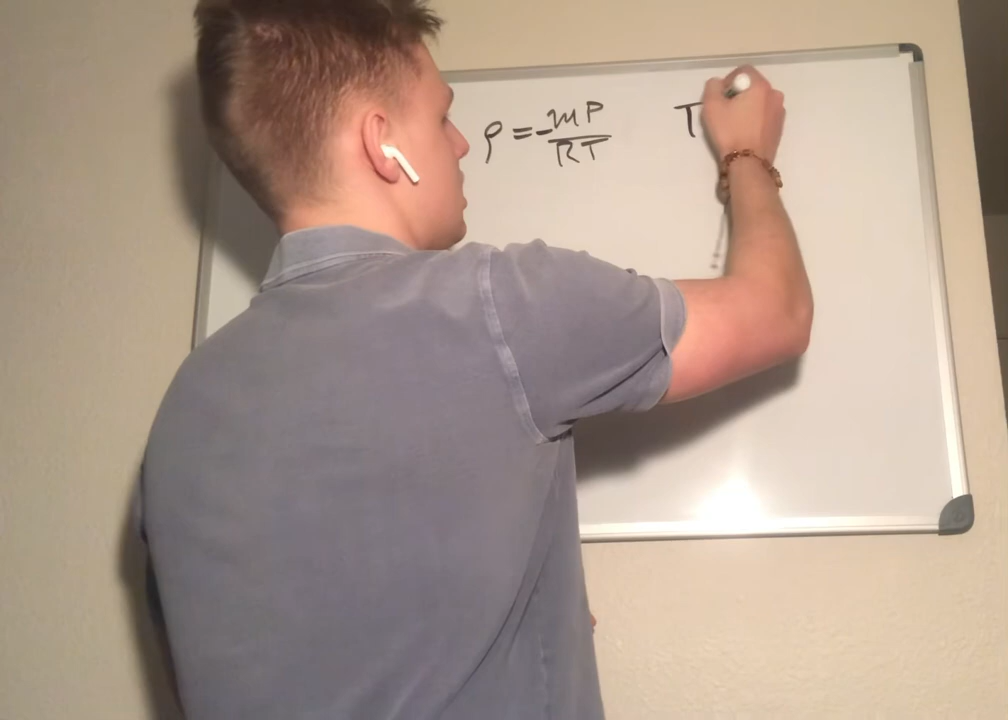 ρ = mP / RT T